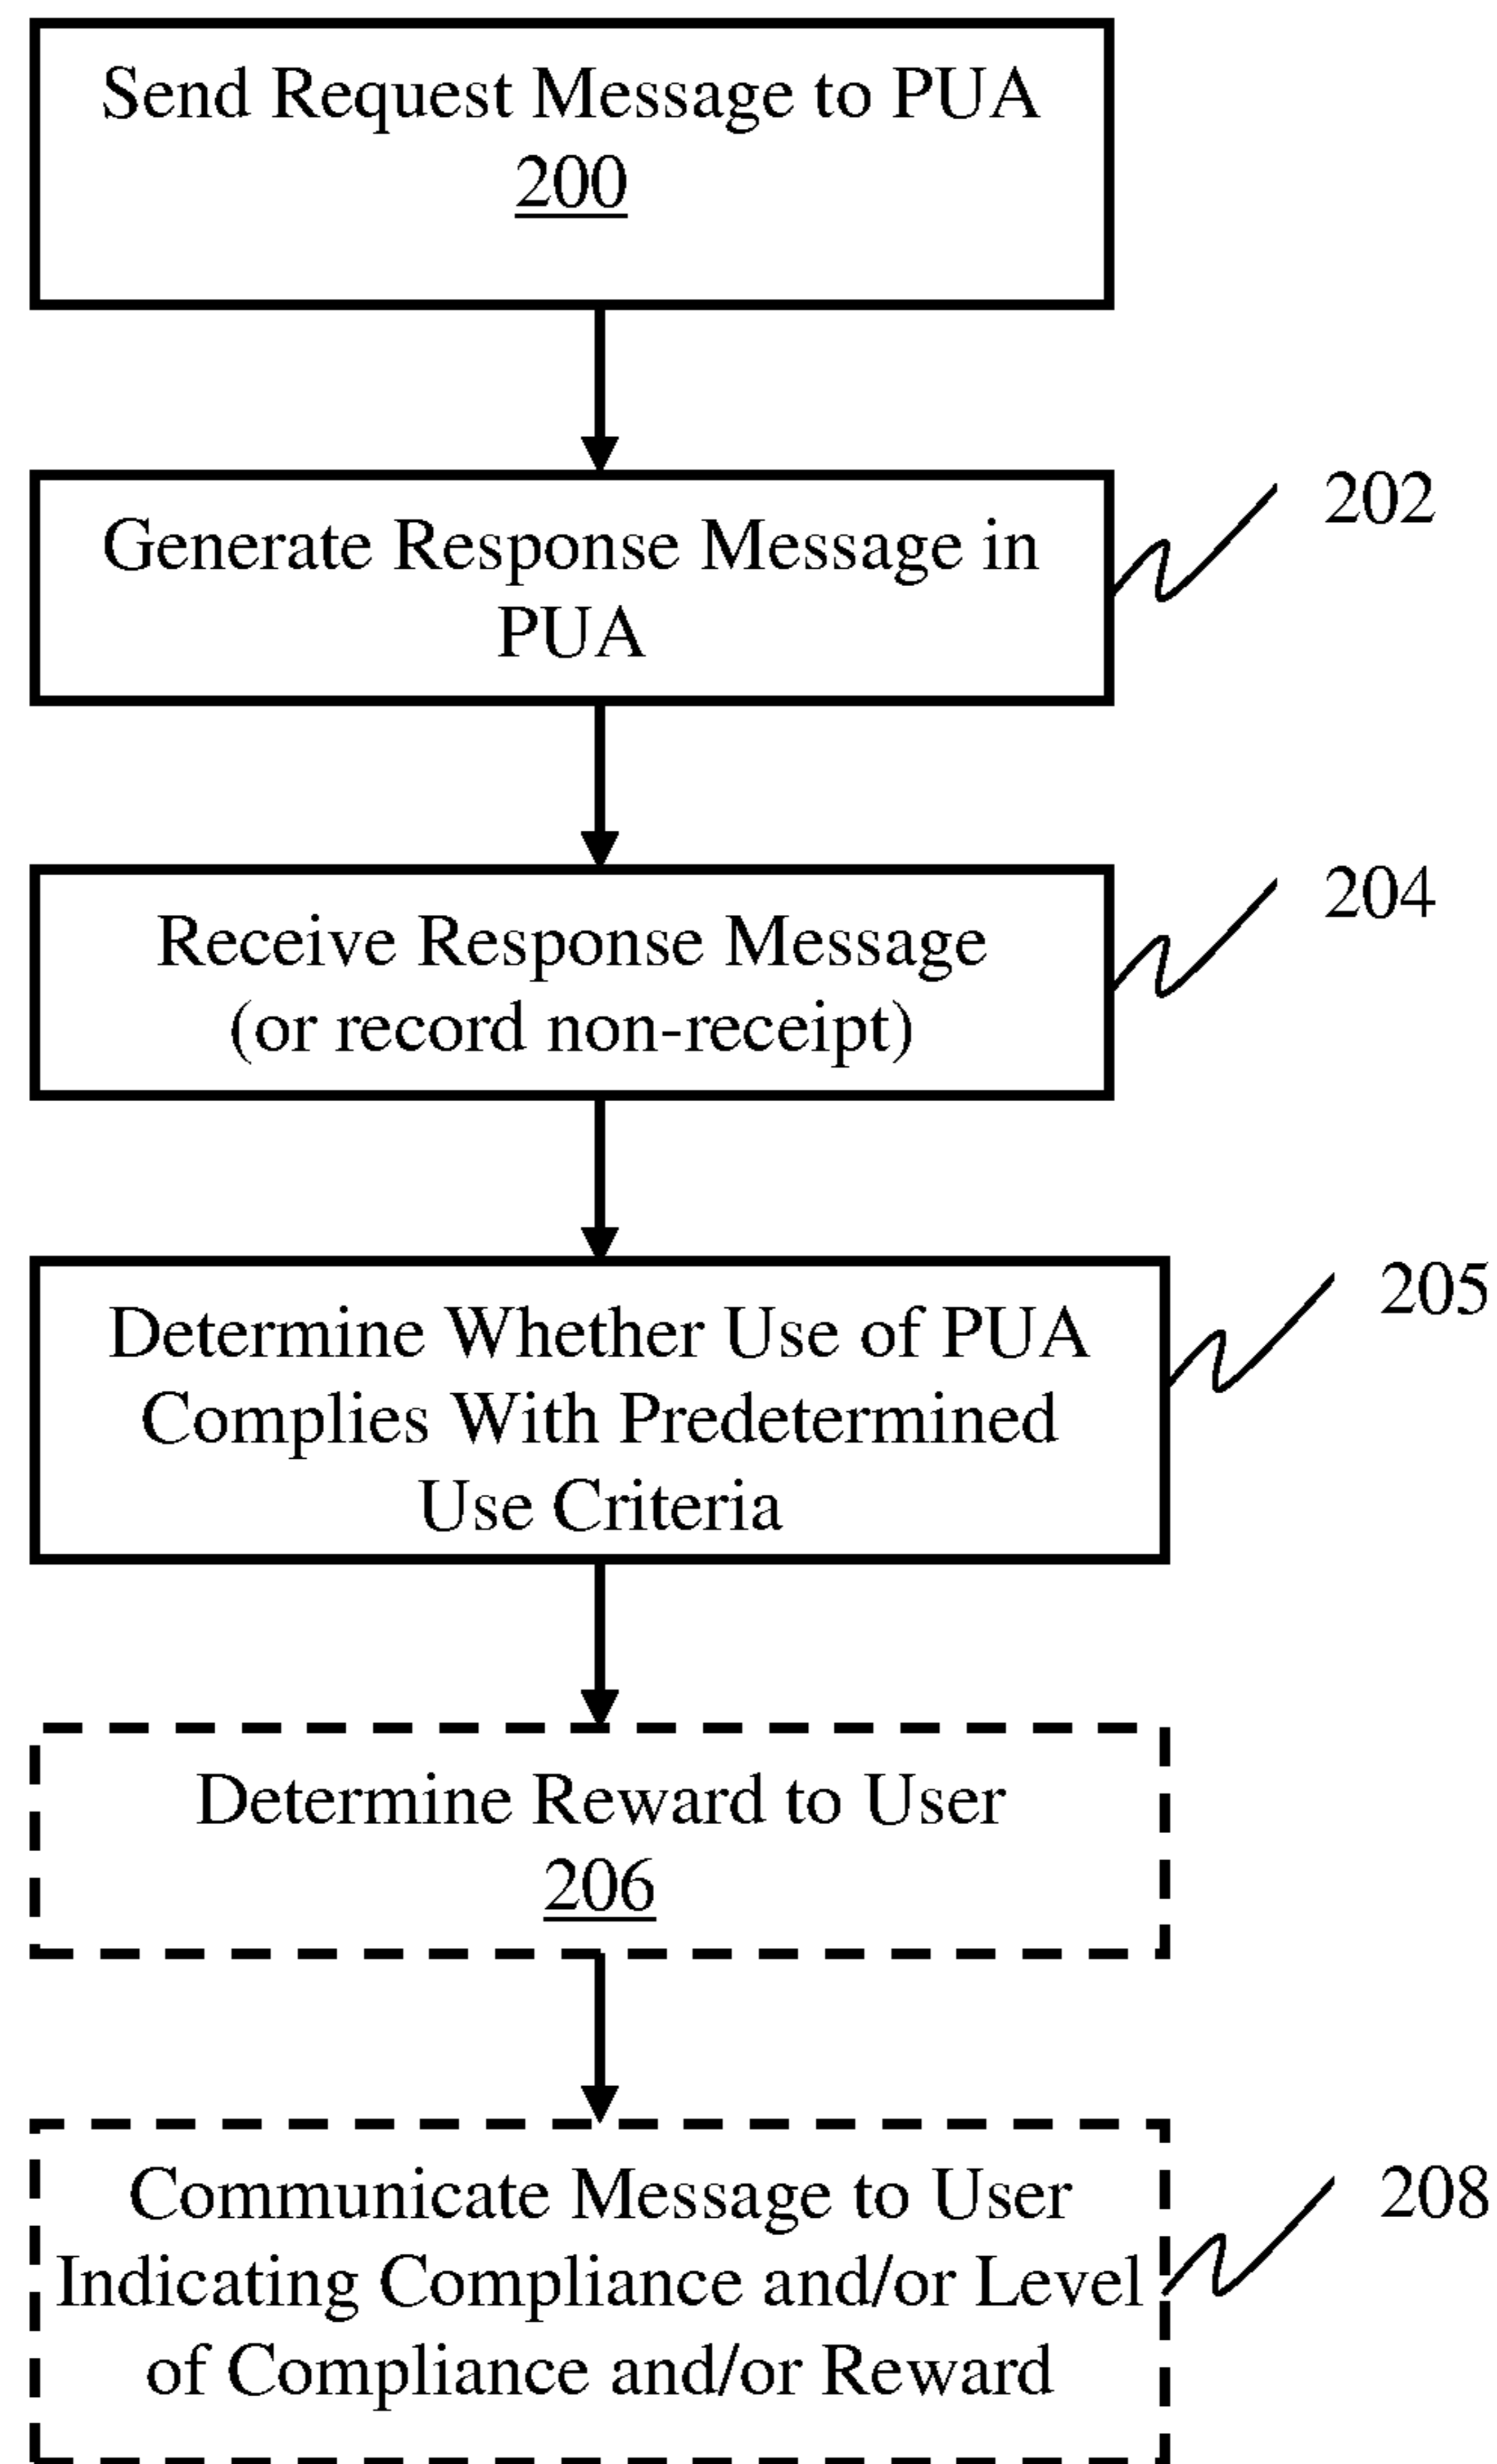 Send Request Message to PUA
200
Generate Response Message in
PUA
202
Receive Response Message
(or record non-receipt)
204
Determine Whether Use of PUA
Complies With Predetermined
Use Criteria
205
Determine Reward to User
206
Communicate Message to User
Indicating Compliance and/or Level
of Compliance and/or Reward
208